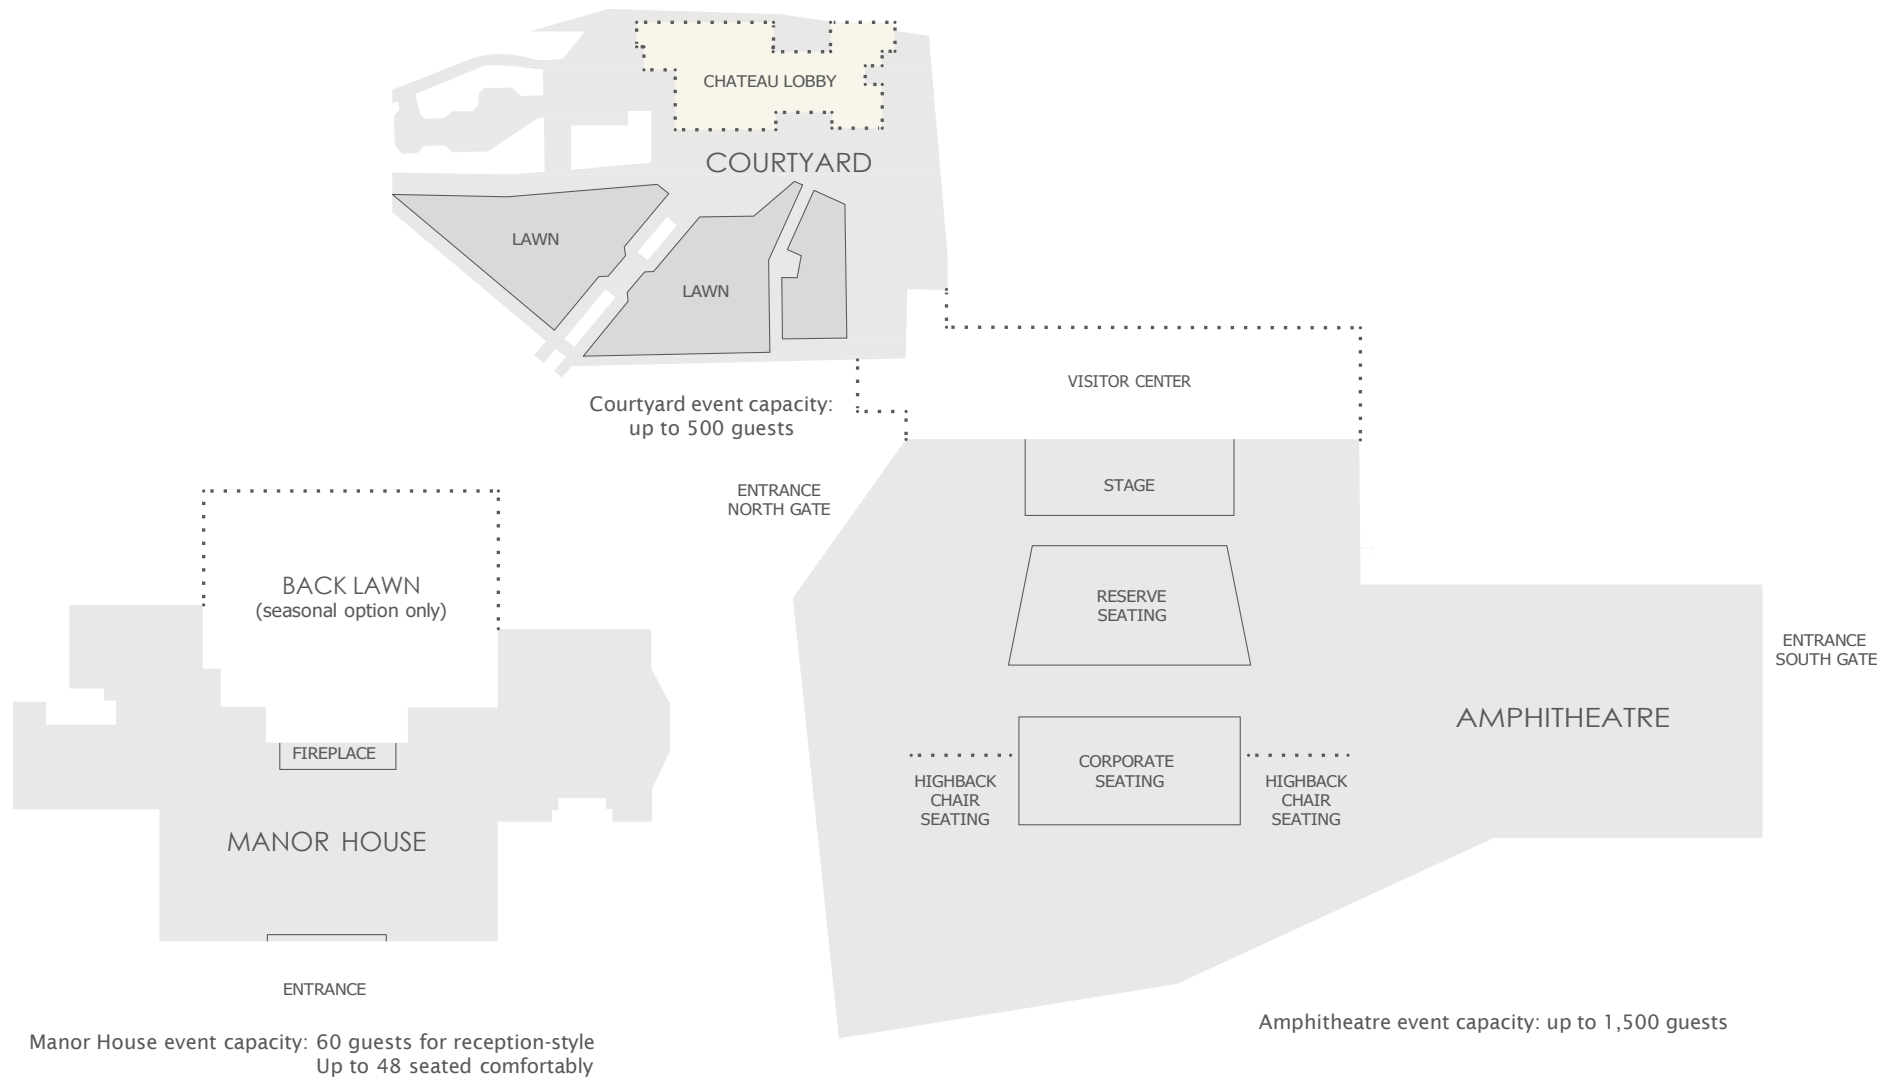 CHATEAU LOBBY
COURTYARD
LAWN
LAWN
Courtyard event capacity:
up to 500 guests
VISITOR CENTER
ENTRANCE
NORTH GATE
STAGE
RESERVE
SEATING
ENTRANCE
SOUTH GATE
AMPHITHEATRE
CORPORATE
SEATING
HIGHBACK
CHAIR
SEATING
HIGHBACK
CHAIR
SEATING
Amphitheatre event capacity: up to 1,500 guests
BACK LAWN
(seasonal option only)
FIREPLACE
MANOR HOUSE
ENTRANCE
Manor House event capacity: 60 guests for reception-style
Up to 48 seated comfortably